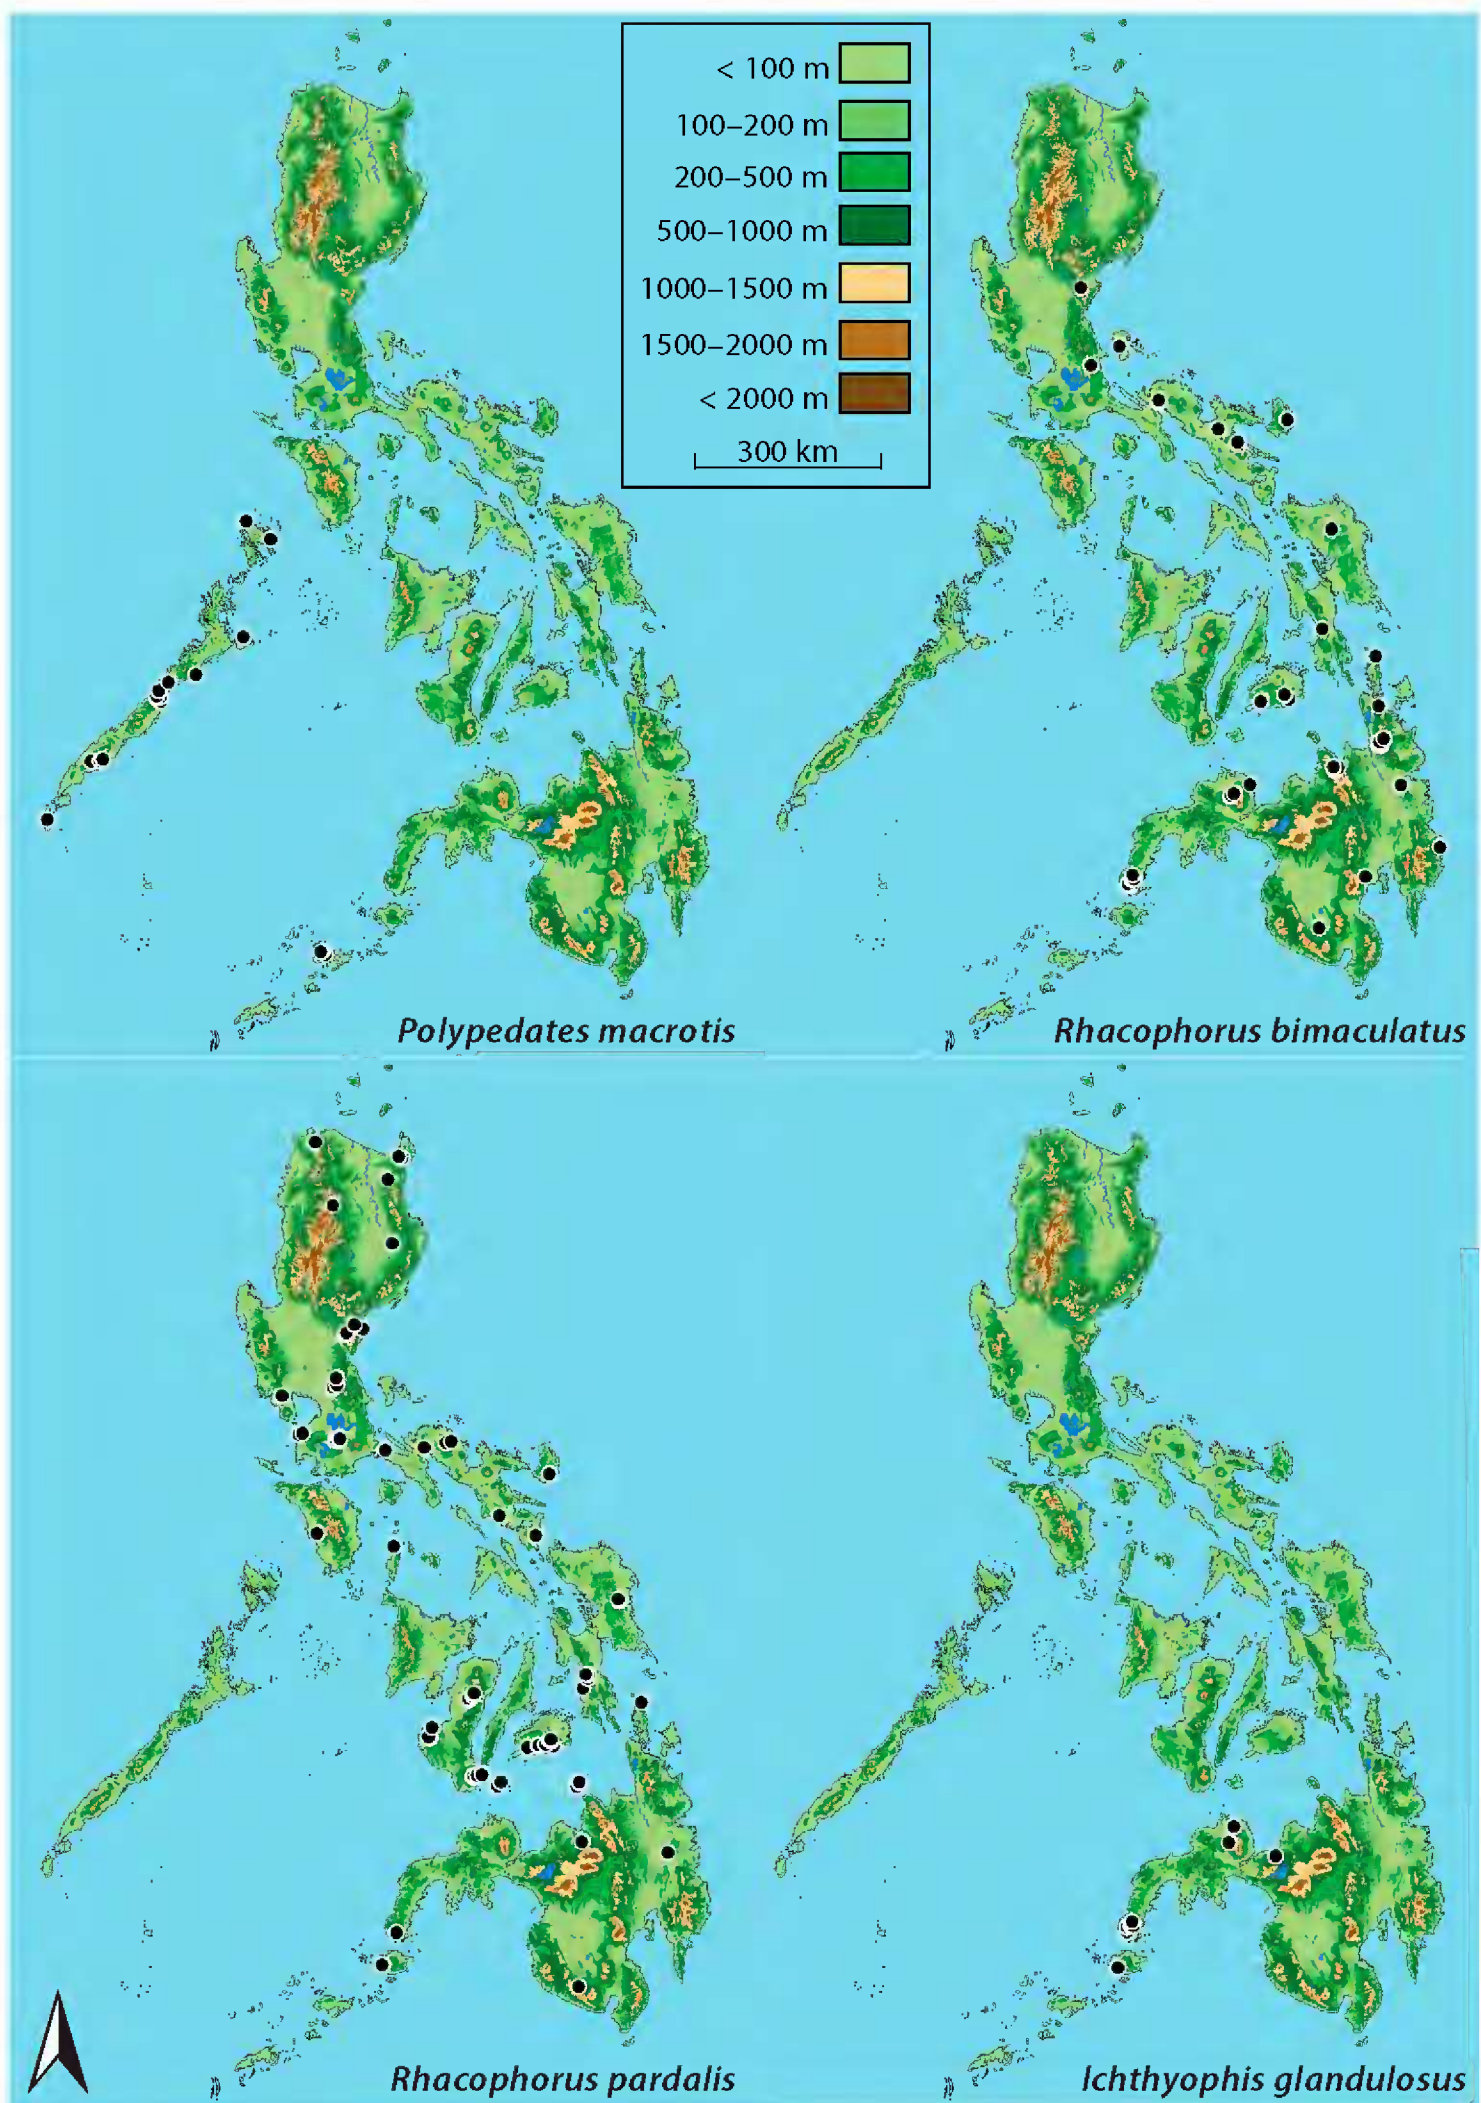 < 100 m
100–200 m
200–500 m
500–1000 m
1000–1500 m
1500–2000 m
< 2000 m
300 km
Polypedates macrotis
Rhacophorus bimaculatus
Rhacophorus pardalis
Ichthyophis glandulosus